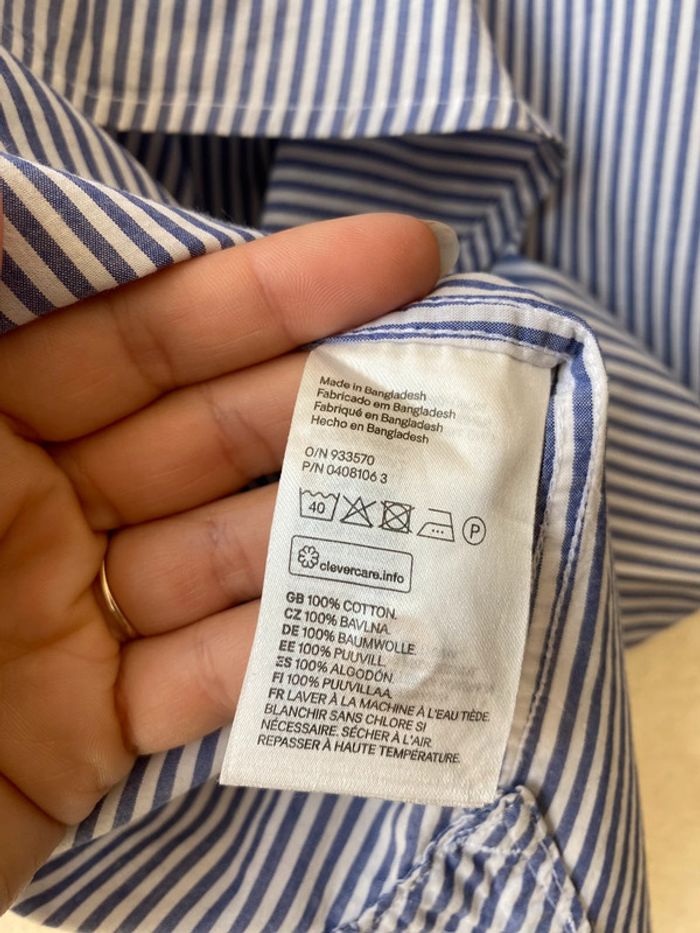 Made in Bangladesh
Fabricado em Bangladesh
Fabriqué en Bangladesh
Hecho en Bangladesh
O/N 933570
P/N 0408106 3
40
P
clevercare.info
GB 100% COTTON.
CZ 100% BAVLNA.
DE 100% BAUMWOLLE
EE 100% PUUVILL.
ES 100% ALGODÓN.
FI 100% PUUVILLAA.
FR LAVER À LA MACHINE À L'EAU TIÈDE.
BLANCHIR SANS CHLORE SI
NÉCESSAIRE. SÉCHER À L'AIR.
REPASSER À HAUTE TEMPÉRATURE.